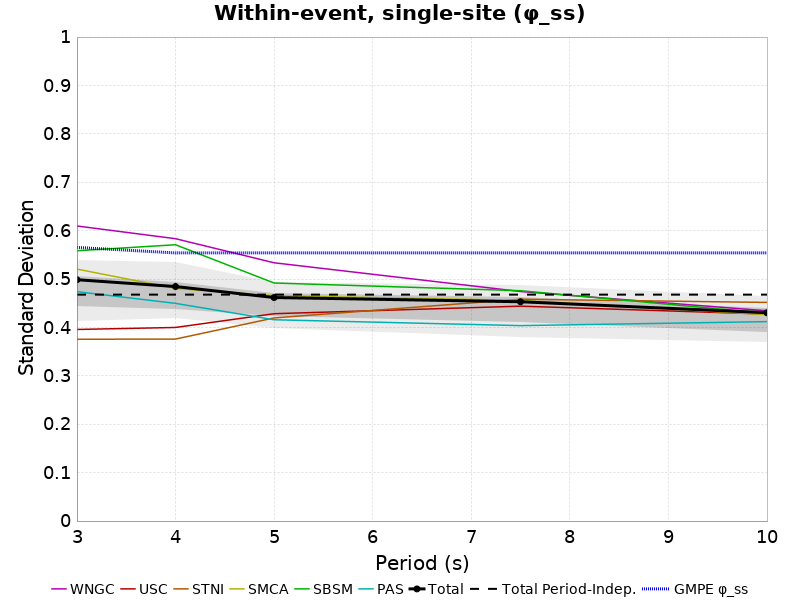 Within-event, single-site (φ_ss)
Standard Deviation
1
0.9
0.8
0.7
0.6
0.5
0.4
0.3
0.2
0.1
0
3 4 5 6 7 8 9 10
Period (s)
WNGC USC STNI SMCA SBSM PAS Total Total Period-Indep. GMPE φ_ss